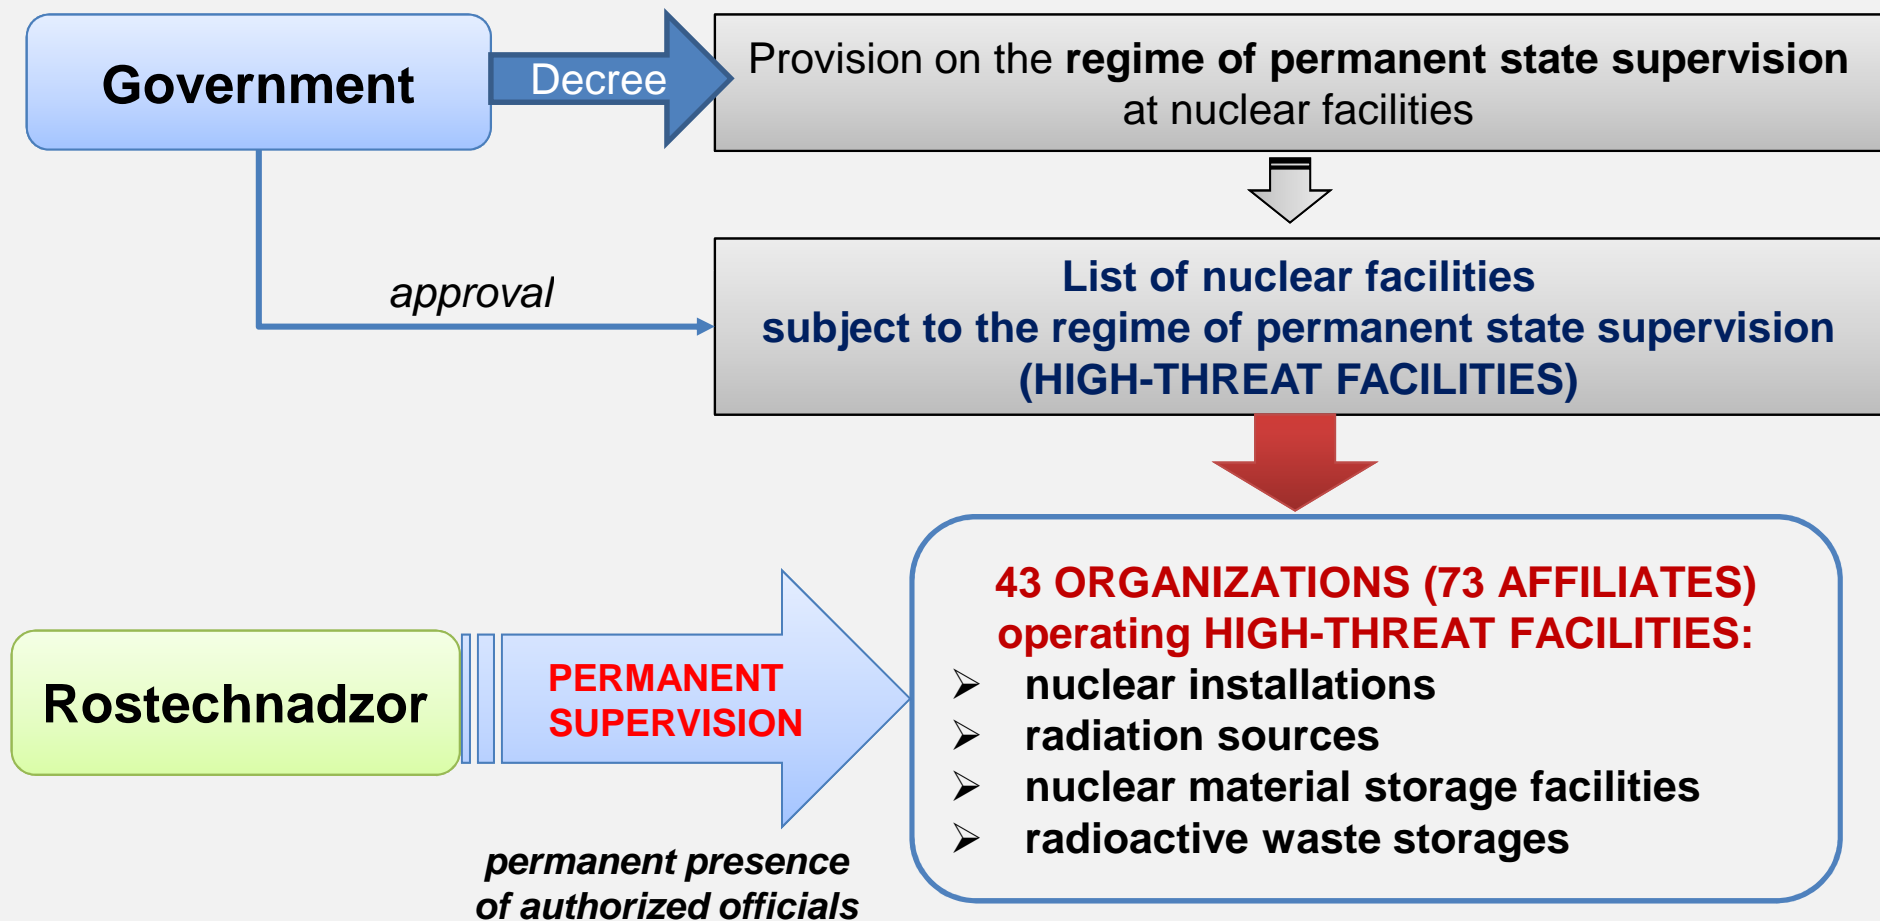 Government
Decree
Provision on the regime of permanent state supervision
at nuclear facilities
approval
List of nuclear facilities
subject to the regime of permanent state supervision
(HIGH-THREAT FACILITIES)
Rostechnadzor
PERMANENT
SUPERVISION
permanent presence
of authorized officials
43 ORGANIZATIONS (73 AFFILIATES)
operating HIGH-THREAT FACILITIES:
➢ nuclear installations
➢ radiation sources
➢ nuclear material storage facilities
➢ radioactive waste storages